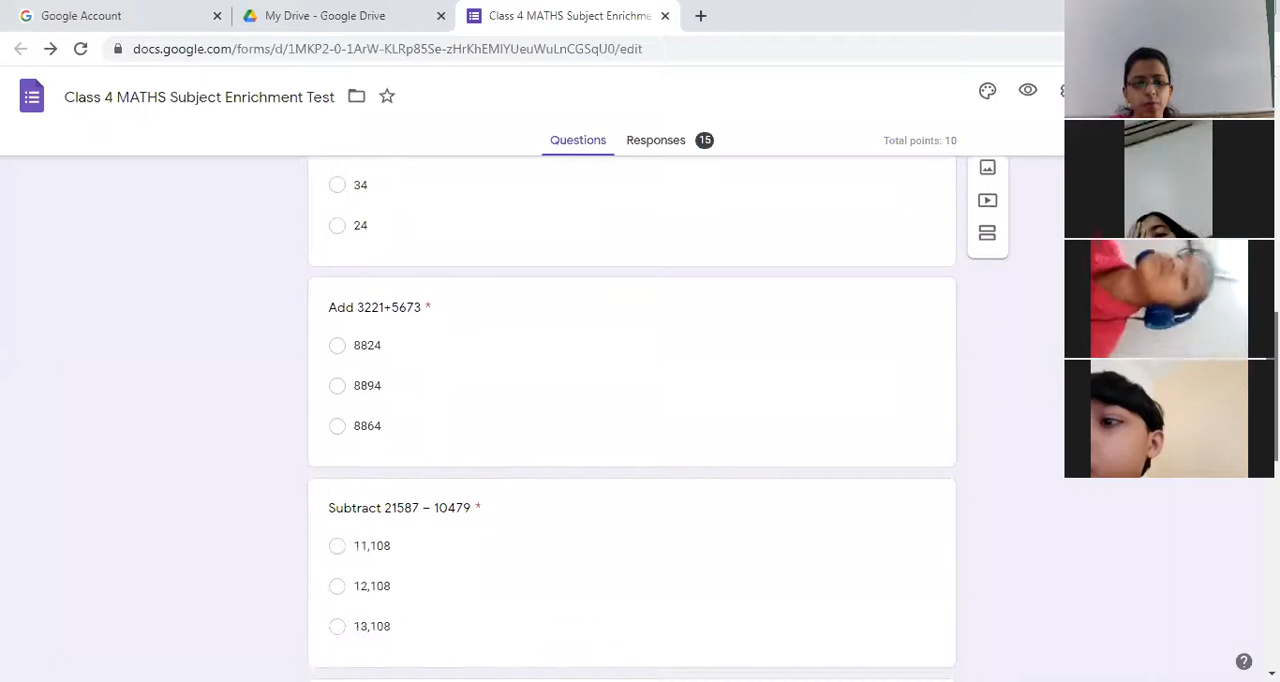 Google Account
My Drive - Google Drive
Class 4 MATHS Subject Enrichme
docs.google.com/forms/d/1MKP2-0-1ArW-KLRp85Se-zHrKhEMIYUeuWuLnCGSqU0/edit
Class 4 MATHS Subject Enrichment Test
Questions
Responses 15
Total points: 10
34
24
Add 3221+5673 *
8824
8894
8864
Subtract 21587 – 10479 *
11,108
12,108
13,108